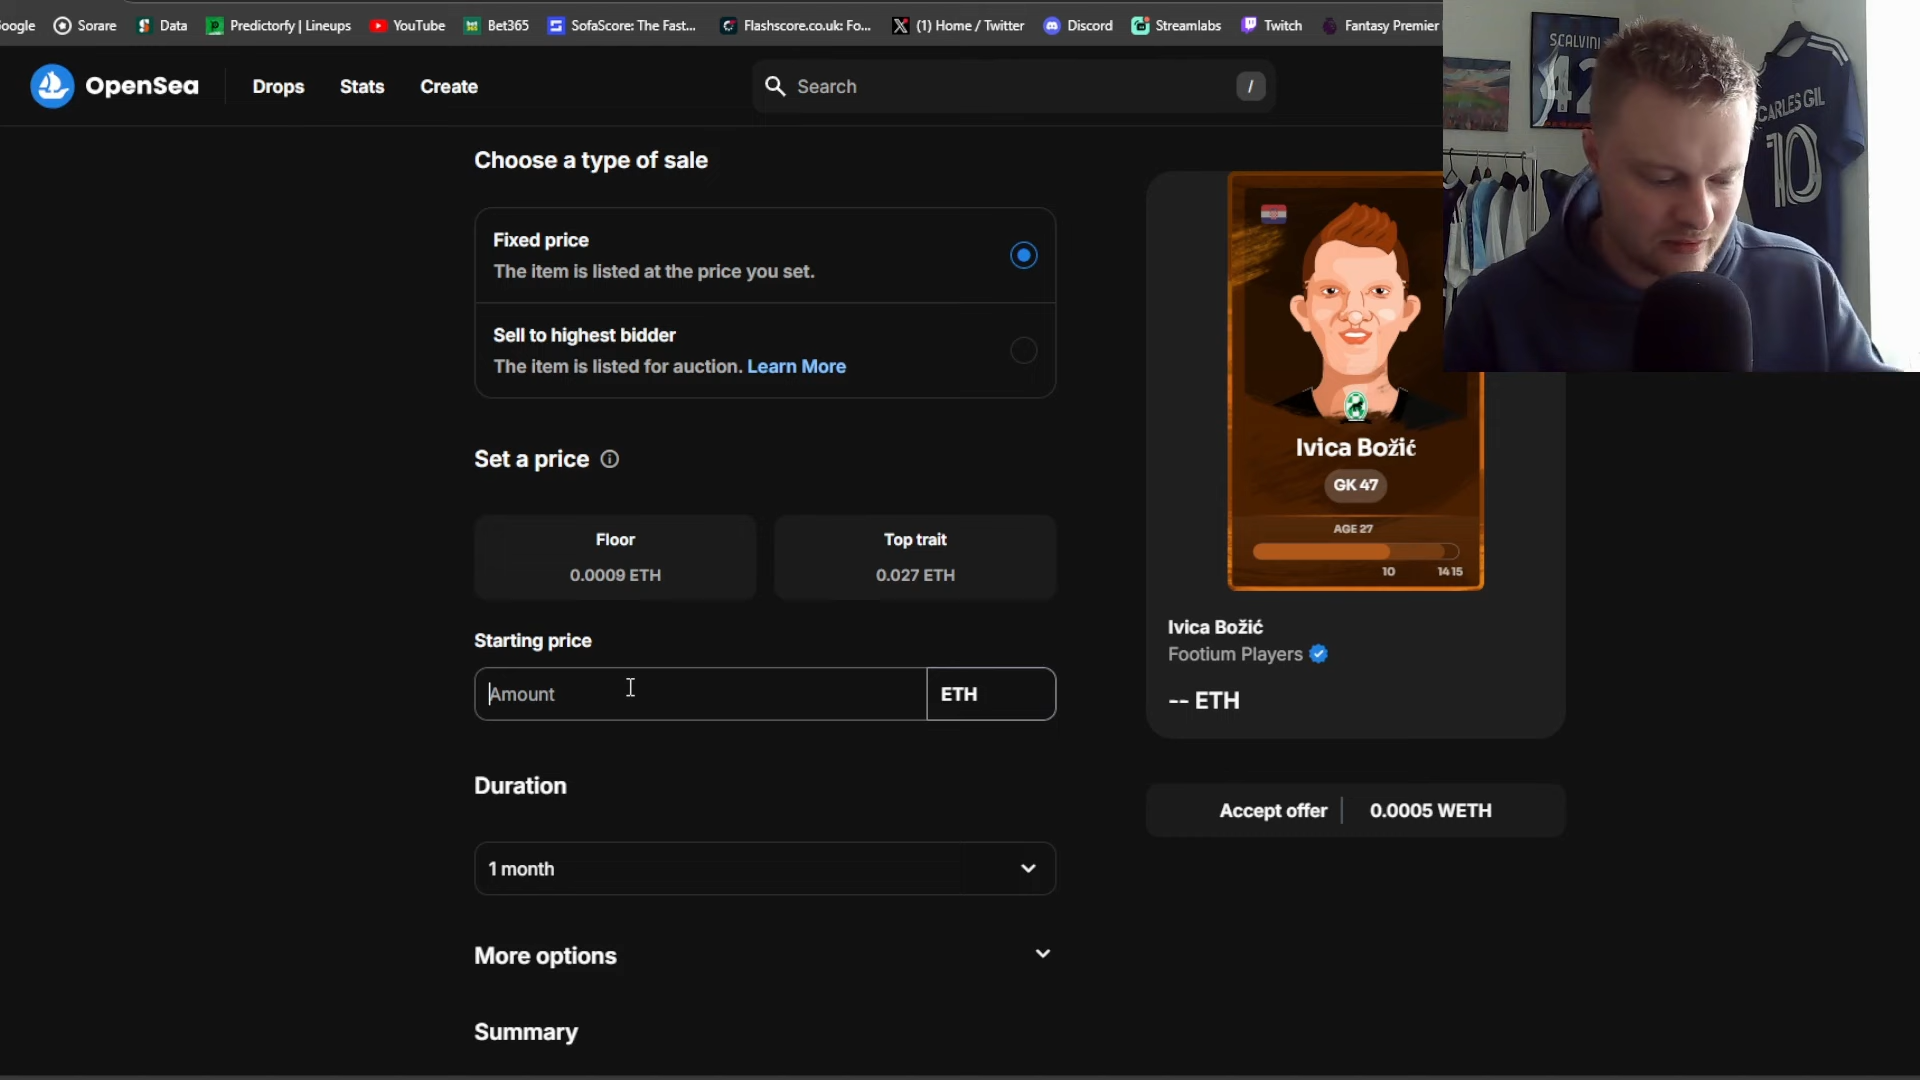 oogle Sorare Data Predictorfy | Lineups YouTube Bet365 SofaScore: The Fast... Flashscore.co.uk: Fo... (1) Home / Twitter Discord Streamlabs Twitch Fantasy Premier
OpenSea Drops Stats Create Search /
SCALVINI
42
CARLES GIL
10
Choose a type of sale
Fixed price
The item is listed at the price you set.
Sell to highest bidder
The item is listed for auction. Learn More
Set a price
Floor
0.0009 ETH
Top trait
0.027 ETH
Starting price
Amount ETH
Duration
1 month
More options
Summary
Ivica Božić
GK 47
AGE 27
10 14 15
Ivica Božić
Footium Players
-- ETH
Accept offer 0.0005 WETH